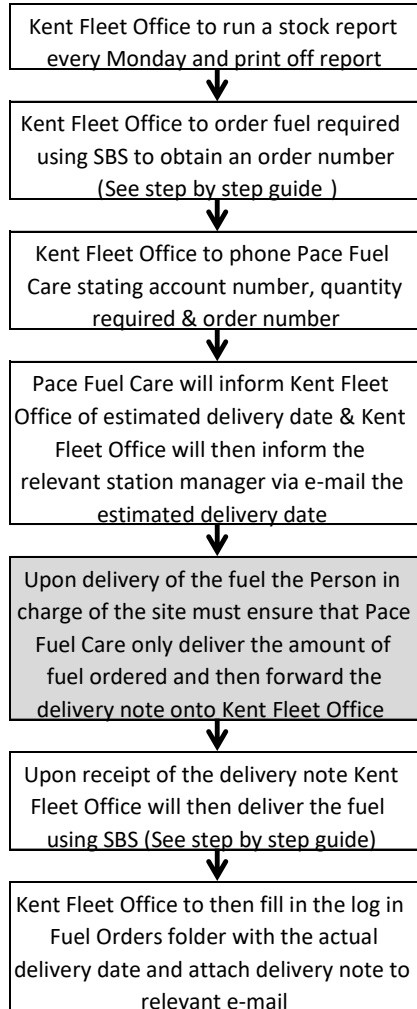 Kent Fleet Office to run a stock report
every Monday and print off report
Kent Fleet Office to order fuel required
using SBS to obtain an order number
(See step by step guide )
Kent Fleet Office to phone Pace Fuel
Care stating account number, quantity
required & order number
Pace Fuel Care will inform Kent Fleet
Office of estimated delivery date & Kent
Fleet Office will then inform the
relevant station manager via e-mail the
estimated delivery date
Upon delivery of the fuel the Person in
charge of the site must ensure that Pace
Fuel Care only deliver the amount of
fuel ordered and then forward the
delivery note onto Kent Fleet Office
Upon receipt of the delivery note Kent
Fleet Office will then deliver the fuel
using SBS (See step by step guide)
Kent Fleet Office to then fill in the log in
Fuel Orders folder with the actual
delivery date and attach delivery note to
relevant e-mail